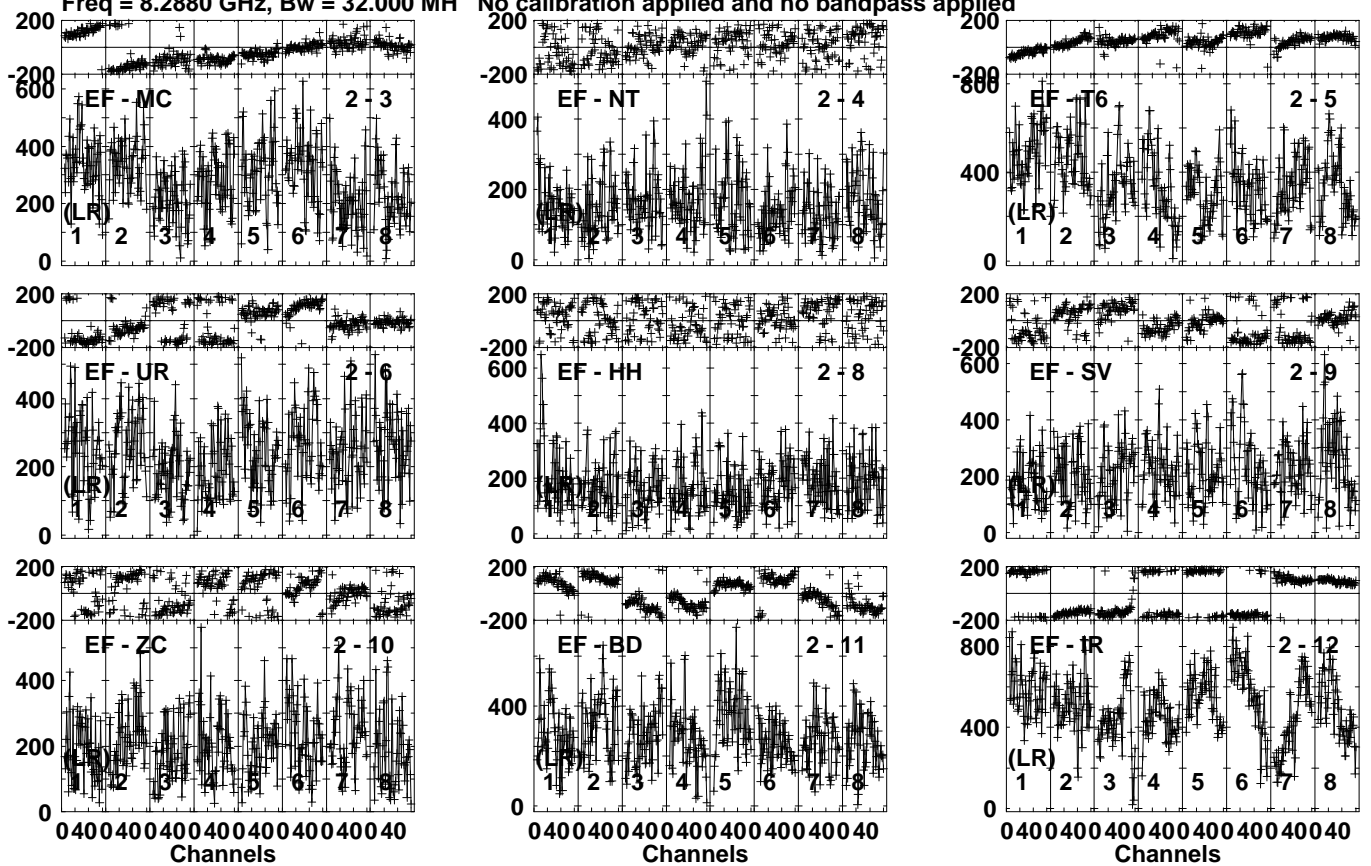 Freq = 8.2880 GHz, Bw = 32.000 MH No calibration applied and no bandpass applied
200
-200
600
400
200
0
EF - MC 2 - 3
(LR)
1 2 3 4 5 6 7 8
200
-200
400
200
0
EF - NT 2 - 4
(LR)
1 2 3 4 5 6 7 8
200
-200
800
400
0
EF - T6 2 - 5
(LR)
1 2 3 4 5 6 7 8
200
-200
400
200
0
EF - UR 2 - 6
(LR)
1 2 3 4 5 6 7 8
200
-200
600
400
200
0
EF - HH 2 - 8
(LR)
1 2 3 4 5 6 7 8
200
-200
600
400
200
0
EF - SV 2 - 9
(LR)
1 2 3 4 5 6 7 8
200
-200
400
200
0
EF - ZC 2 - 10
(LR)
1 2 3 4 5 6 7 8
0 40 0 40 0 40 0 40 0 40 0 40 0 40 0 40
Channels
200
-200
400
200
0
EF - BD 2 - 11
(LR)
1 2 3 4 5 6 7 8
0 40 0 40 0 40 0 40 0 40 0 40 0 40 0 40
Channels
200
-200
800
400
0
EF - IR 2 - 12
(LR)
1 2 3 4 5 6 7 8
0 40 0 40 0 40 0 40 0 40 0 40 0 40 0 40
Channels